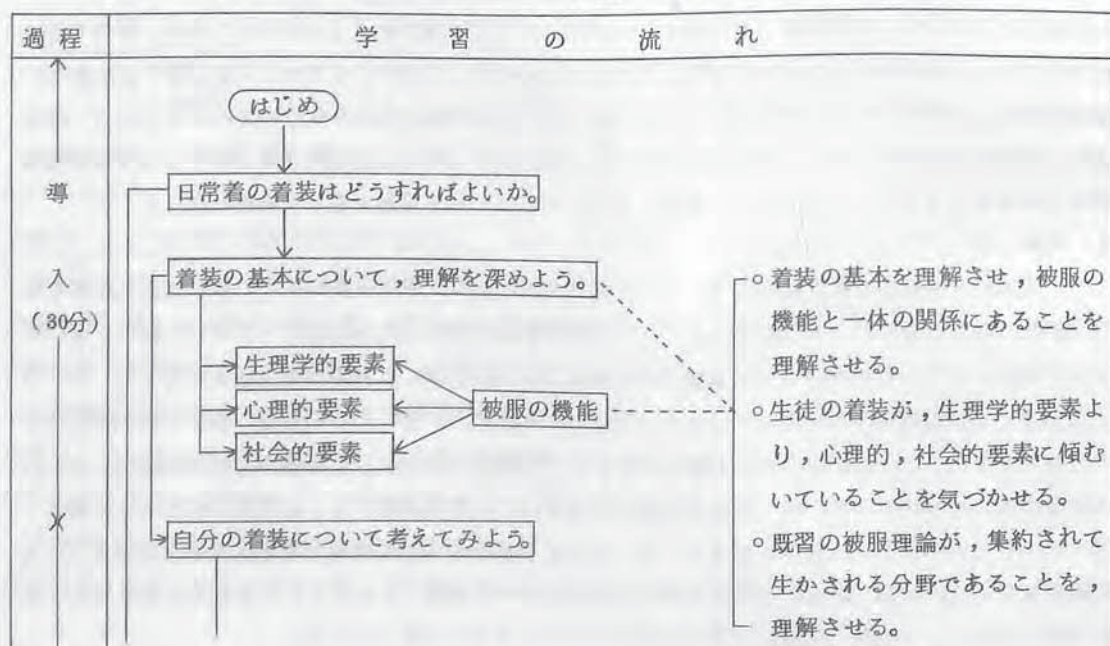 過程
学習の流れ
はじめ
導
日常着の着装はどうすればよいか。
入
着装の基本について，理解を深めよう。
(30分)
生理学的要素
心理的要素
社会的要素
被服の機能
自分の着装について考えてみよう。
○着装の基本を理解させ，被服の
機能と一体の関係にあることを
理解させる。
○生徒の着装が，生理学的要素よ
り，心理的，社会的要素に傾む
いていることを気づかせる。
○既習の被服理論が，集約されて
生かされる分野であることを
理解させる。